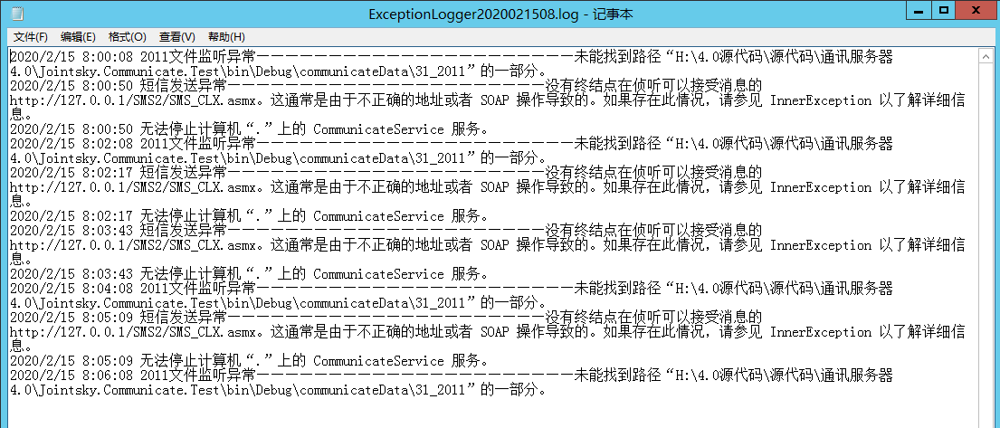 ExceptionLogger2020021508.log - 记事本
文件(F) 编辑(E) 格式(O) 查看(V) 帮助(H)
2020/2/15 8:00:08 2011文件监听异常——————————————————————未能找到路径“H:\4.0源代码\源代码\通讯服务器
4.0\Jointsky.Communicate.Test\bin\Debug\communicateData\31_2011”的一部分。
2020/2/15 8:00:50 短信发送异常——————————————————————没有终结点在侦听可以接受消息的
http://127.0.0.1/SMS2/SMS_CLX.asmx。这通常是由于不正确的地址或者 SOAP 操作导致的。如果存在此情况，请参见 InnerException 以了解详细信
息。
2020/2/15 8:00:50 无法停止计算机“.”上的 CommunicateService 服务。
2020/2/15 8:02:08 2011文件监听异常——————————————————————未能找到路径“H:\4.0源代码\源代码\通讯服务器
4.0\Jointsky.Communicate.Test\bin\Debug\communicateData\31_2011”的一部分。
2020/2/15 8:02:17 短信发送异常——————————————————————没有终结点在侦听可以接受消息的
http://127.0.0.1/SMS2/SMS_CLX.asmx。这通常是由于不正确的地址或者 SOAP 操作导致的。如果存在此情况，请参见 InnerException 以了解详细信
息。
2020/2/15 8:02:17 无法停止计算机“.”上的 CommunicateService 服务。
2020/2/15 8:03:43 短信发送异常——————————————————————没有终结点在侦听可以接受消息的
http://127.0.0.1/SMS2/SMS_CLX.asmx。这通常是由于不正确的地址或者 SOAP 操作导致的。如果存在此情况，请参见 InnerException 以了解详细信
息。
2020/2/15 8:03:43 无法停止计算机“.”上的 CommunicateService 服务。
2020/2/15 8:04:08 2011文件监听异常——————————————————————未能找到路径“H:\4.0源代码\源代码\通讯服务器
4.0\Jointsky.Communicate.Test\bin\Debug\communicateData\31_2011”的一部分。
2020/2/15 8:05:09 短信发送异常——————————————————————没有终结点在侦听可以接受消息的
http://127.0.0.1/SMS2/SMS_CLX.asmx。这通常是由于不正确的地址或者 SOAP 操作导致的。如果存在此情况，请参见 InnerException 以了解详细信
息。
2020/2/15 8:05:09 无法停止计算机“.”上的 CommunicateService 服务。
2020/2/15 8:06:08 2011文件监听异常——————————————————————未能找到路径“H:\4.0源代码\源代码\通讯服务器
4.0\Jointsky.Communicate.Test\bin\Debug\communicateData\31_2011”的一部分。